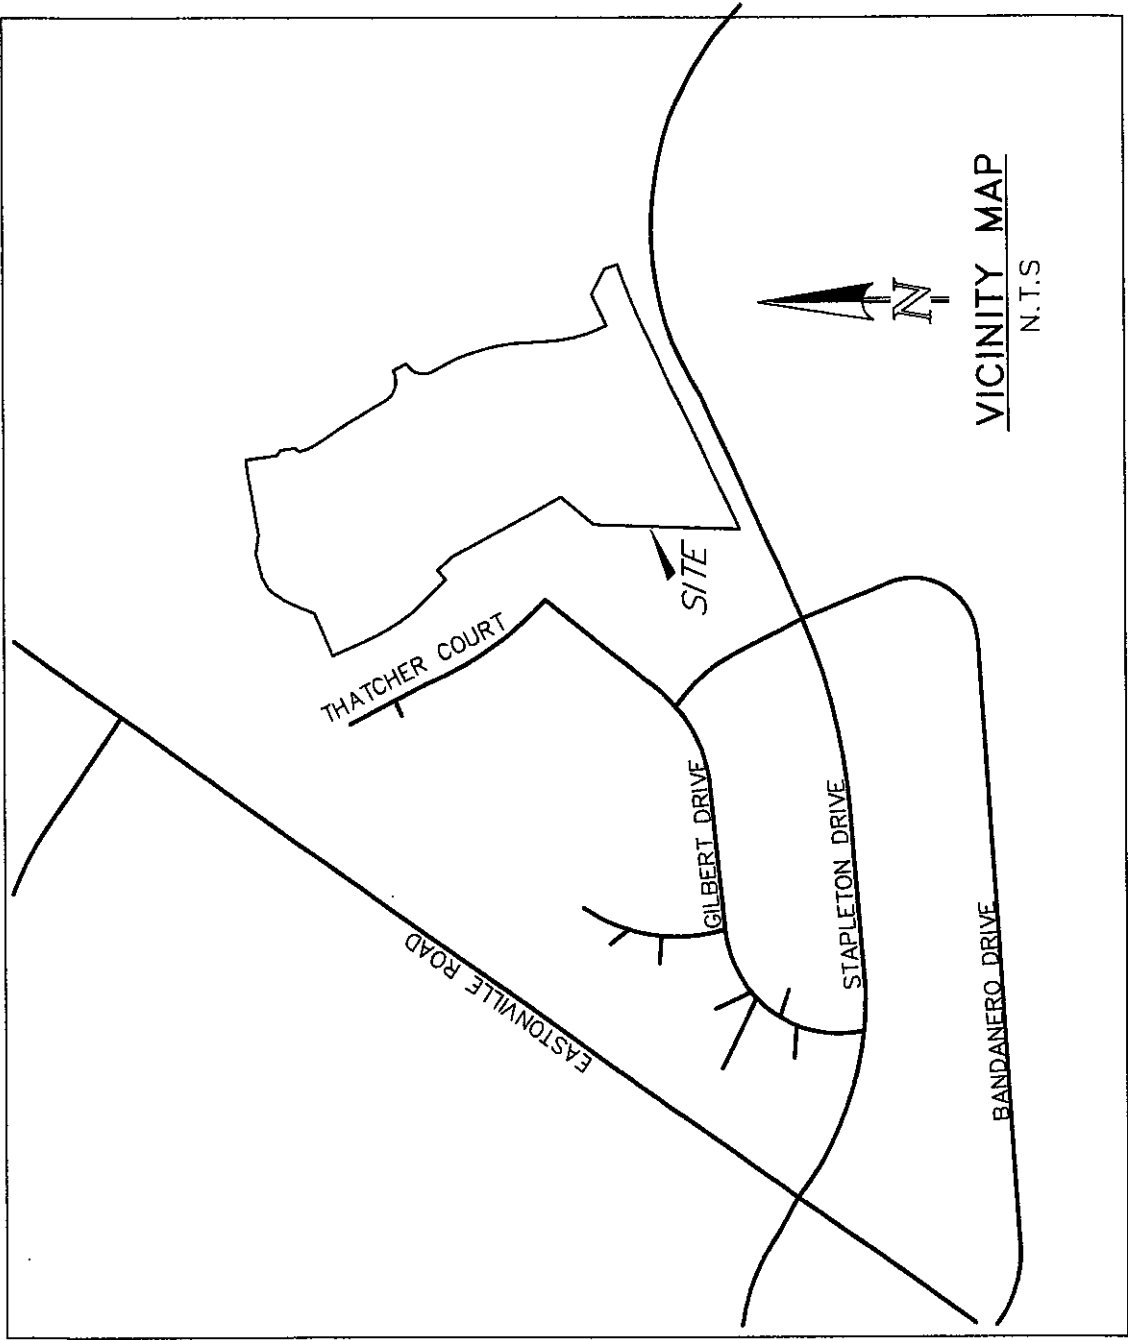 THATCHER COURT
EASTONVILLE ROAD
SITE
GILBERT DRIVE
STAPLETON DRIVE
BANDANERO DRIVE
N
VICINITY MAP
N.T.S